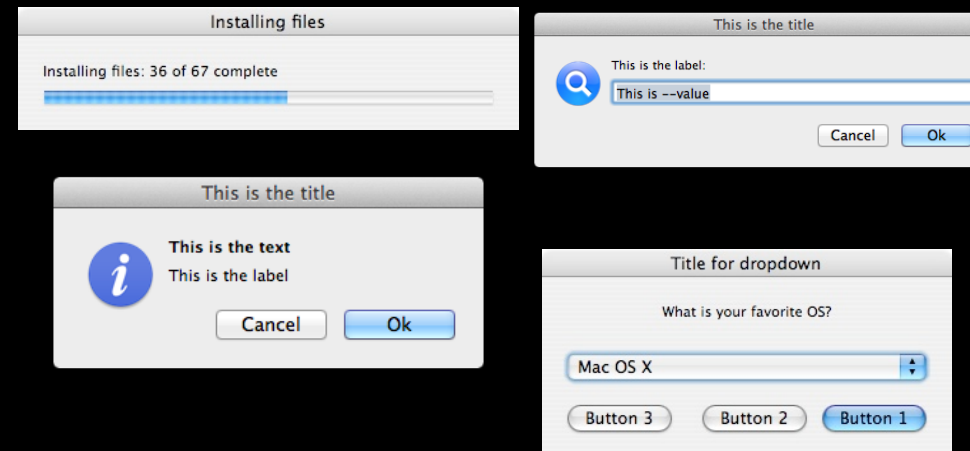 Installing files
Installing files: 36 of 67 complete
This is the title
This is the label:
This is --value
Cancel Ok
This is the title
i
This is the text
This is the label
Cancel Ok
Title for dropdown
What is your favorite OS?
Mac OS X
Button 3 Button 2 Button 1